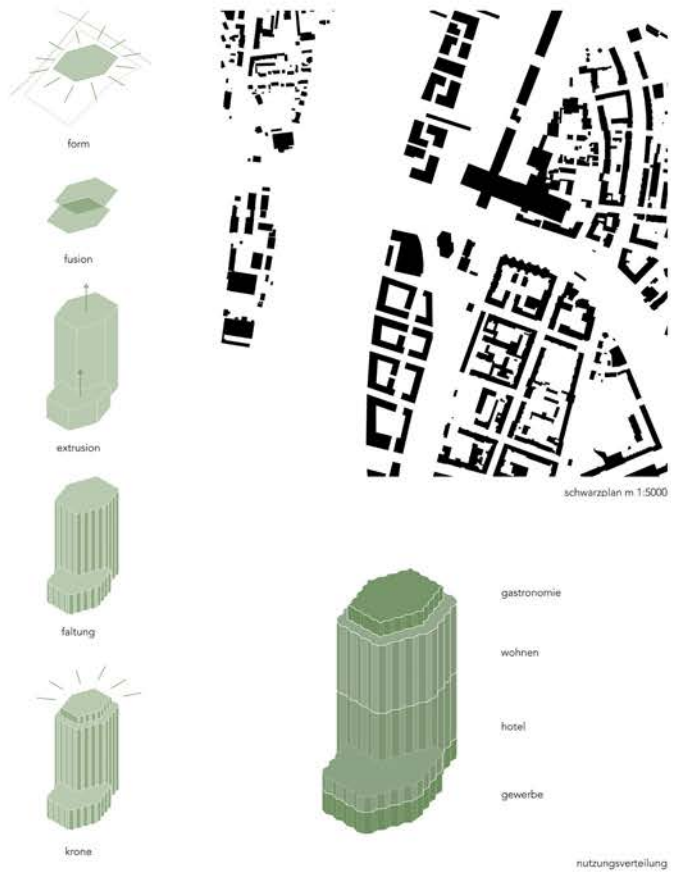 form
fusion
extrusion
faltung
krone
schwarzplan m 1:5000
gastronomie
wohnen
hotel
gewerbe
nutzungsverteilung